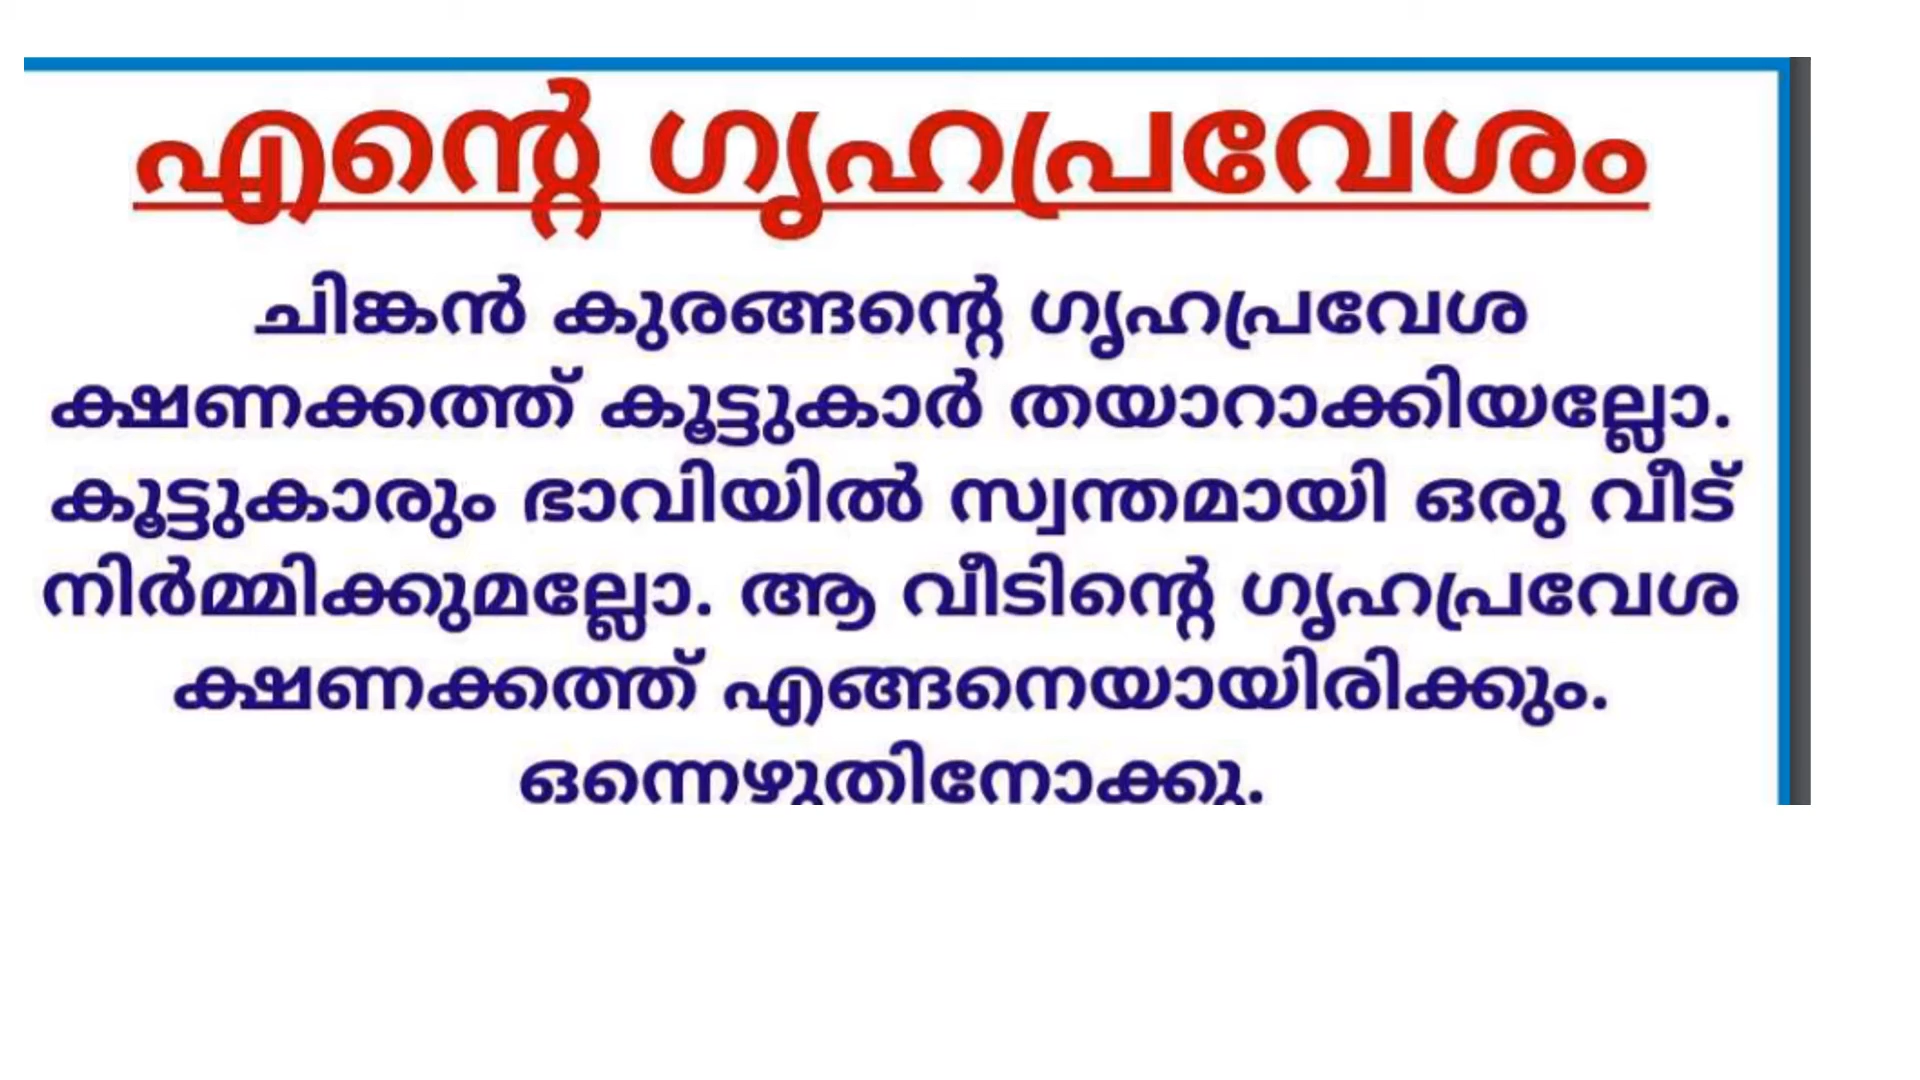 എന്റെ ഗൃഹപ്രവേശം
ചിങ്കൻ കുരങ്ങന്റെ ഗൃഹപ്രവേശ
ക്ഷണക്കത്ത് കൂട്ടുകാർ തയാറാക്കിയല്ലോ.
കൂട്ടുകാരും ഭാവിയിൽ സ്വന്തമായി ഒരു വീട്
നിർമ്മിക്കുമല്ലോ. ആ വീടിന്റെ ഗൃഹപ്രവേശ
ക്ഷണക്കത്ത് എങ്ങനെയായിരിക്കും.
ഒന്നെഴുതിനോക്കൂ.